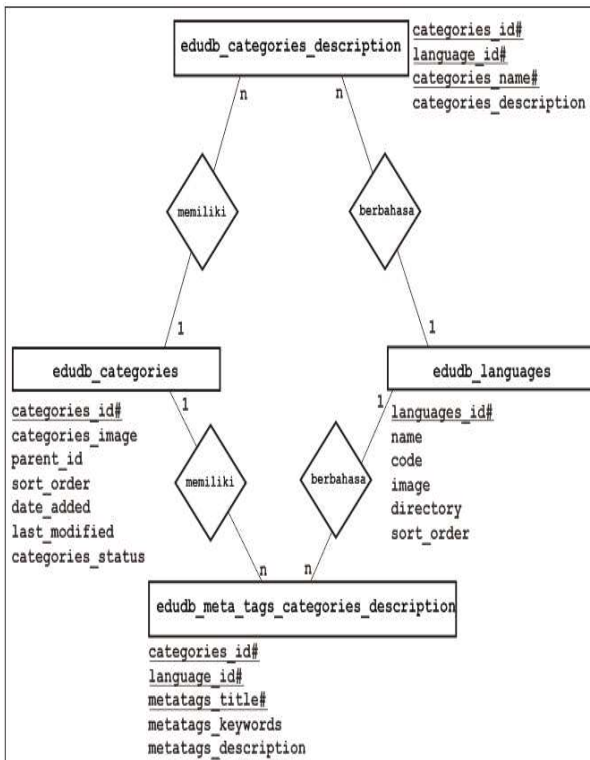 edudb_categories_description
categories_id#
language_id#
categories_name#
categories_description
n
n
memiliki
berbahasa
1
1
edudb_categories
edudb_languages
categories_id#
categories_image
parent_id
sort_order
date_added
last_modified
categories_status
1
1
languages_id#
name
code
image
directory
sort_order
memiliki
berbahasa
n
n
edudb_meta_tags_categories_description
categories_id#
language_id#
metatags_title#
metatags_keywords
metatags_description